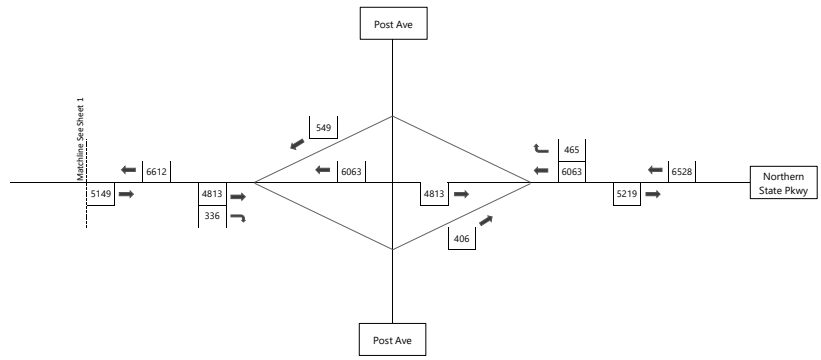 Post Ave
Matchline See Sheet 1
549
465
6612
6063
6063
6528
Northern
State Pkwy
5149
4813
4813
5219
336
406
Post Ave